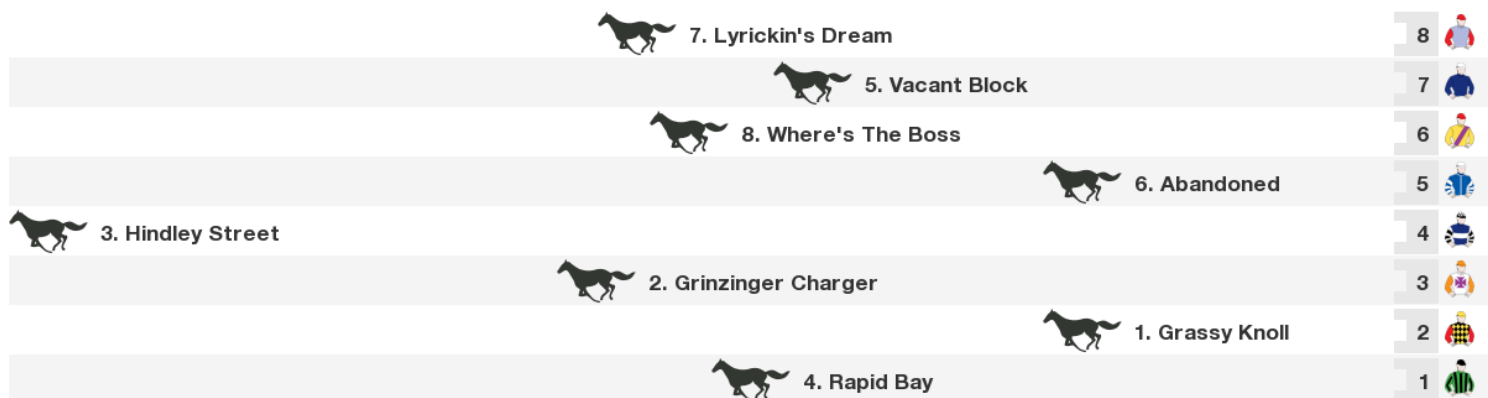 7. Lyrickin's Dream 8
5. Vacant Block 7
8. Where's The Boss 6
6. Abandoned 5
3. Hindley Street 4
2. Grinzinger Charger 3
1. Grassy Knoll 2
4. Rapid Bay 1